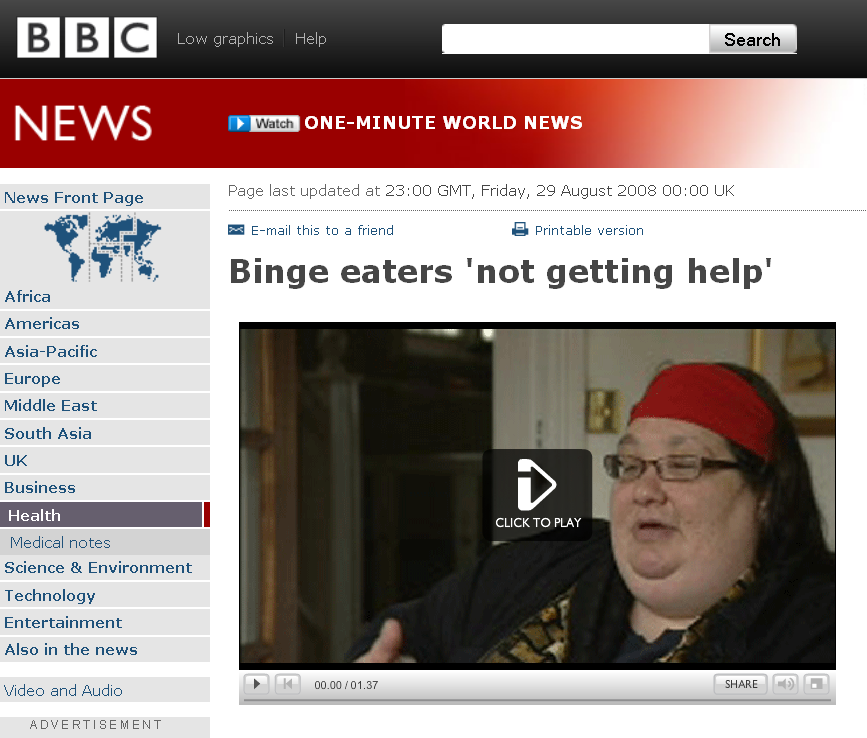 BBC
Low graphics
Help
Search
NEWS
Watch ONE-MINUTE WORLD NEWS
Page last updated at 23:00 GMT, Friday, 29 August 2008 00:00 UK
E-mail this to a friend
Printable version
Binge eaters 'not getting help'
News Front Page
Africa
Americas
Asia-Pacific
Europe
Middle East
South Asia
UK
Business
Health
Medical notes
Science & Environment
Technology
Entertainment
Also in the news
Video and Audio
ADVERTISEMENT
CLICK TO PLAY
00.00 / 01.37
SHARE